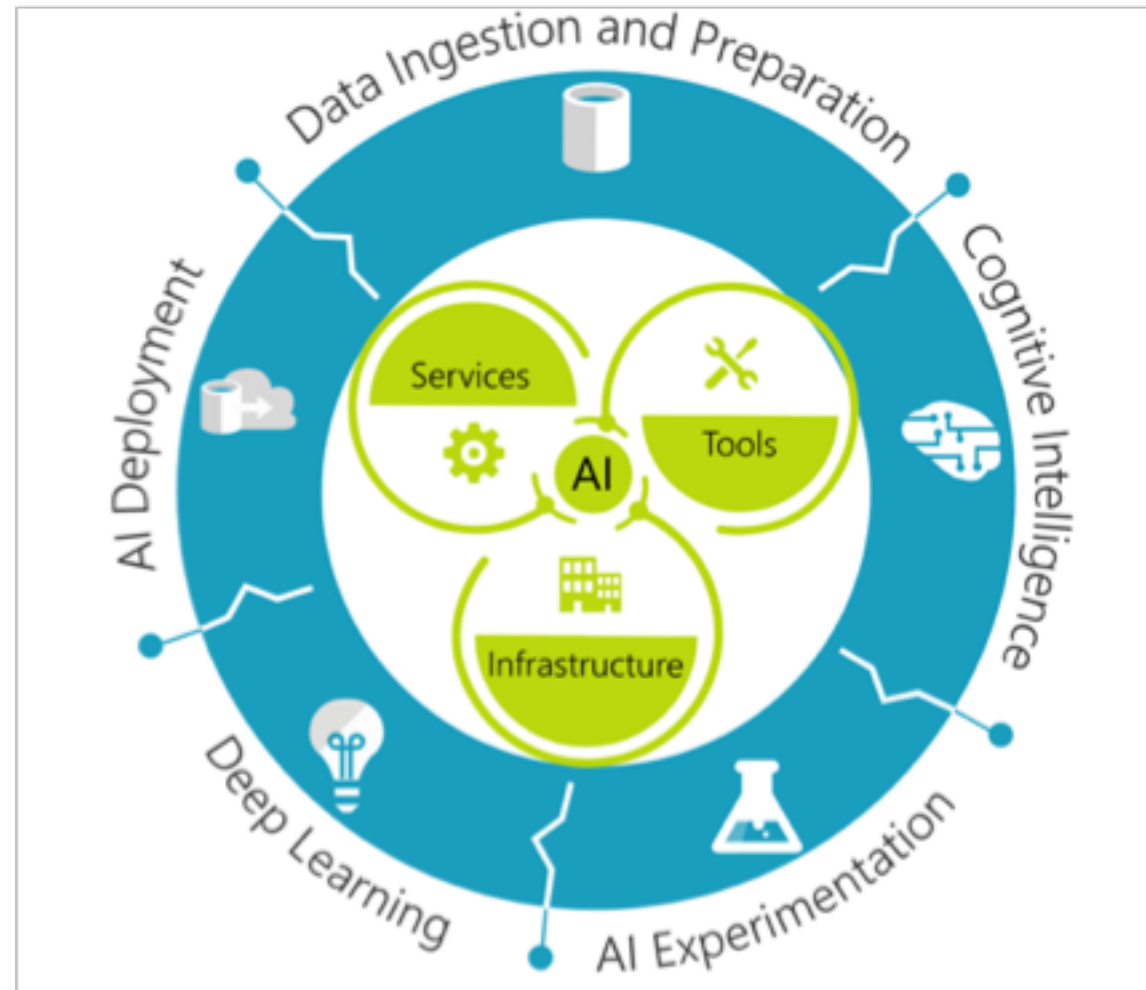 Data Ingestion and Preparation
Cognitive Intelligence
AI Experimentation
Deep Learning
AI Deployment
Services
Tools
AI
Infrastructure